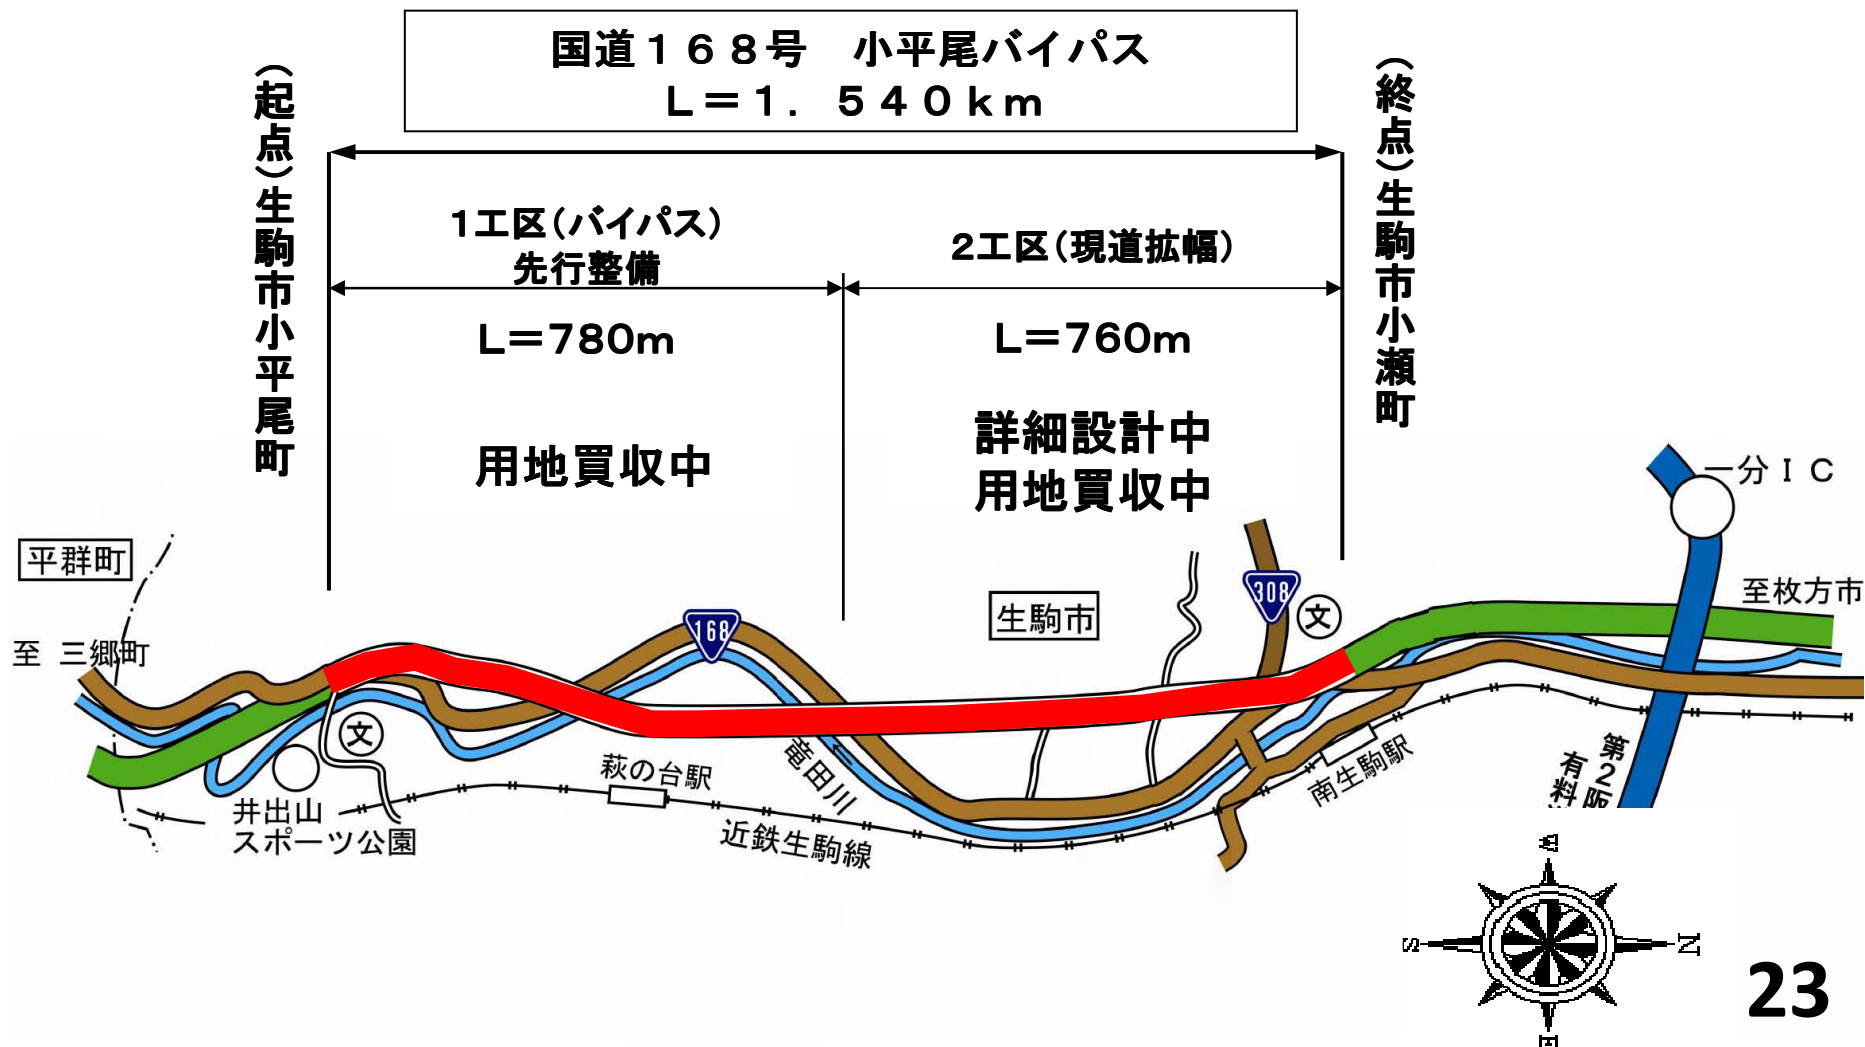 国道１６８号　小平尾バイパス
Ｌ＝１．５４０ｋｍ
（起点）生駒市小平尾町
（終点）生駒市小瀬町
１工区（バイパス）
先行整備
２工区（現道拡幅）
Ｌ＝７８０ｍ
Ｌ＝７６０ｍ
用地買収中
詳細設計中
用地買収中
一分ＩＣ
平群町
至 三郷町
168
生駒市
308
文
至枚方市
文
井出山
スポーツ公園
萩の台駅
竜田川
近鉄生駒線
南生駒駅
第２阪
有料
W
S
N
E
23